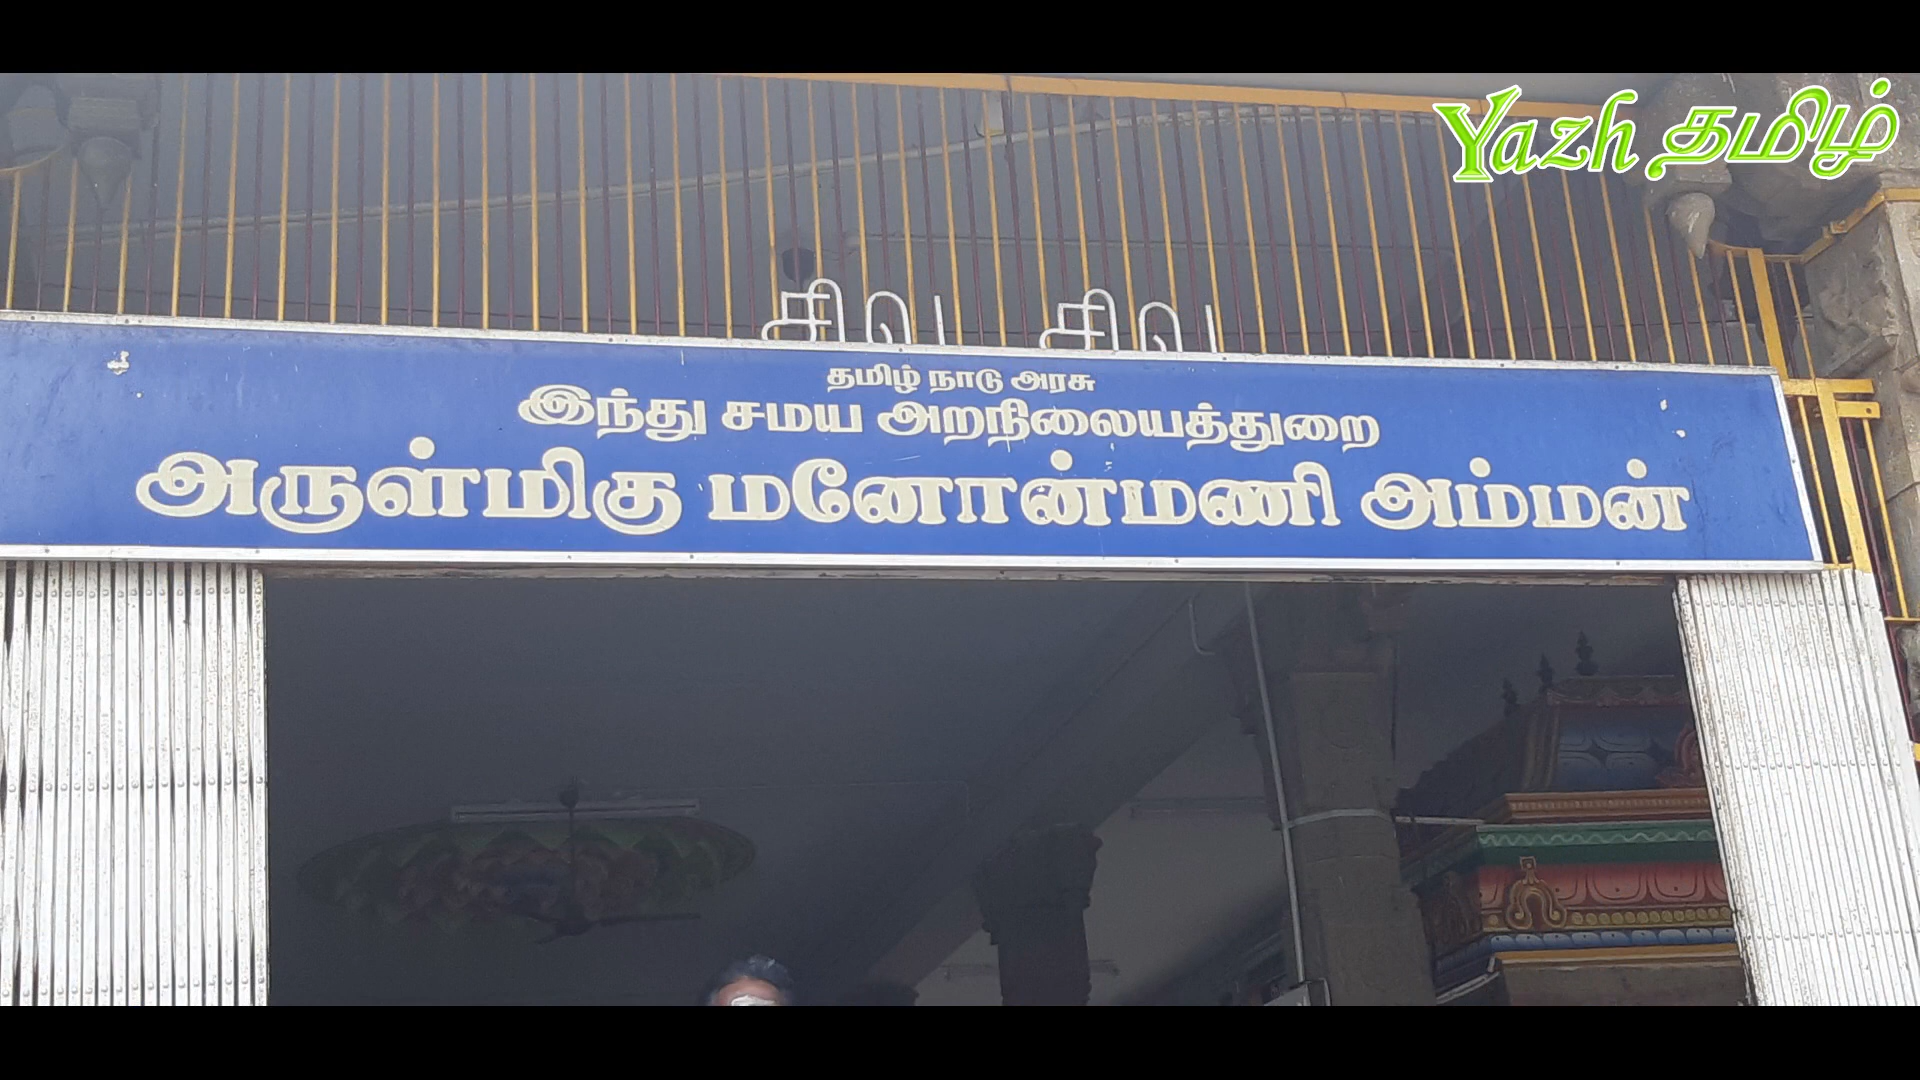 Yazh தமிழ்
சிவ சிவ
தமிழ் நாடு அரசு
இந்து சமய அறநிலையத்துறை
அருள்மிகு மனோன்மணி அம்மன்